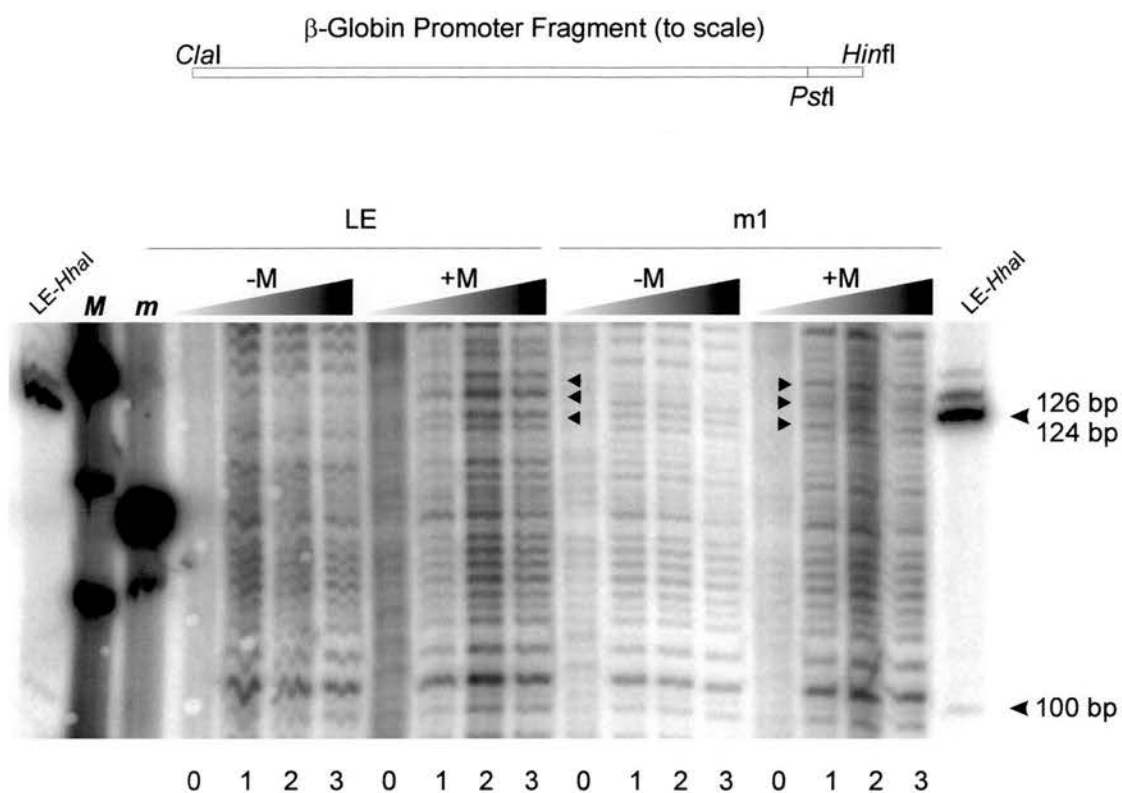 β-Globin Promoter Fragment (to scale)
ClaI HinfI
PstI
LE m1
-M +M -M +M
LE-HhaI M m LE-HhaI
126 bp
124 bp
100 bp
0 1 2 3 0 1 2 3 0 1 2 3 0 1 2 3